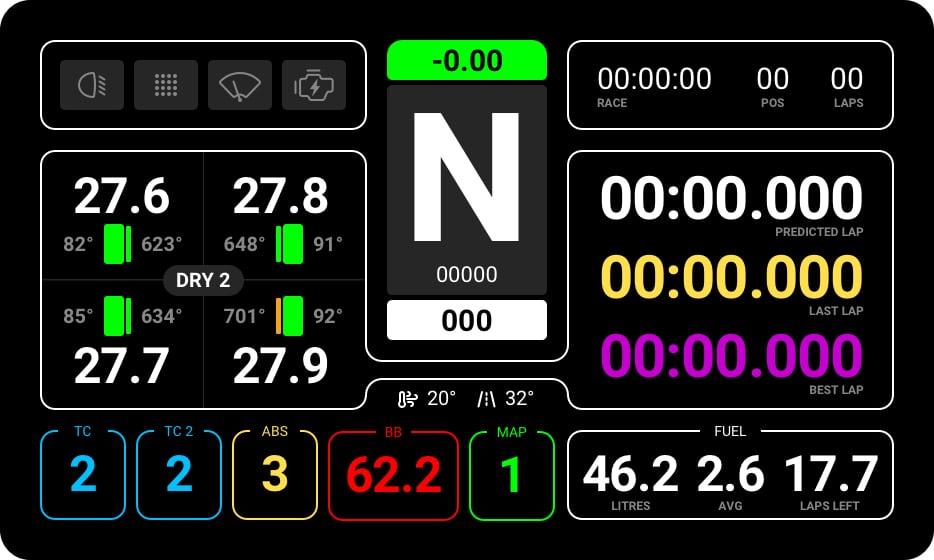 -0.00
N
00000
000
00:00:00 00 00
RACE POS LAPS
27.6 27.8
82° 623° 648° 91°
DRY 2
85° 634° 701° 92°
27.7 27.9
00:00.000
PREDICTED LAP
00:00.000
LAST LAP
00:00.000
BEST LAP
20° 32°
TC
2
TC 2
2
ABS
3
BB
62.2
MAP
1
FUEL
46.2 2.6 17.7
LITRES AVG LAPS LEFT